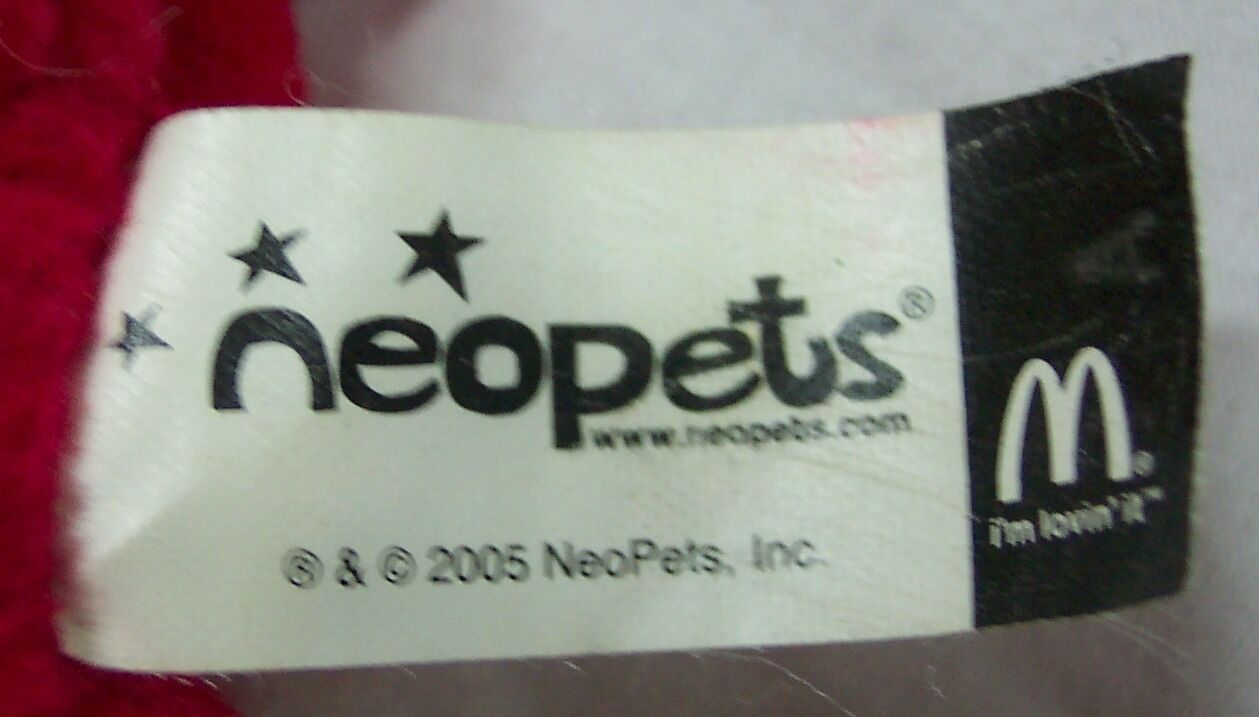 neopets®
www.neopets.com
® & © 2005 NeoPets, Inc.
M®
i'm lovin' it™